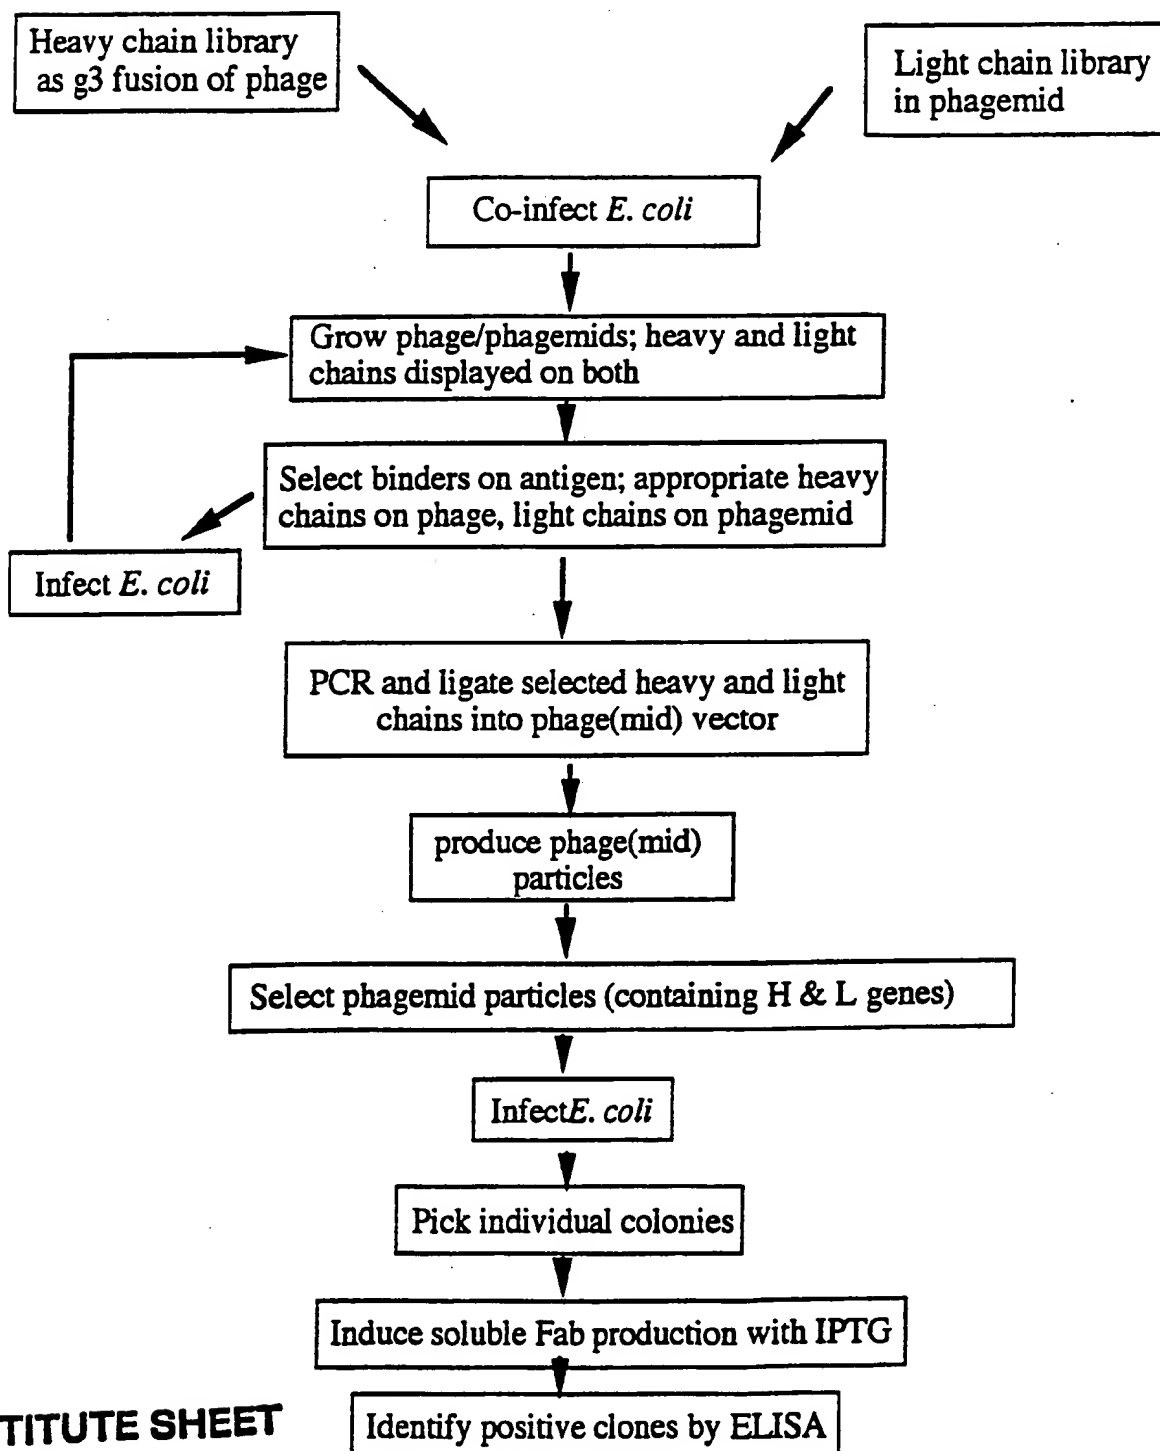 Heavy chain library
as g3 fusion of phage
Light chain library
in phagemid
Co-infect E. coli
Grow phage/phagemids; heavy and light
chains displayed on both
Select binders on antigen; appropriate heavy
chains on phage, light chains on phagemid
Infect E. coli
PCR and ligate selected heavy and light
chains into phage(mid) vector
produce phage(mid)
particles
Select phagemid particles (containing H & L genes)
InfectE. coli
Pick individual colonies
Induce soluble Fab production with IPTG
Identify positive clones by ELISA
TITUTE SHEET